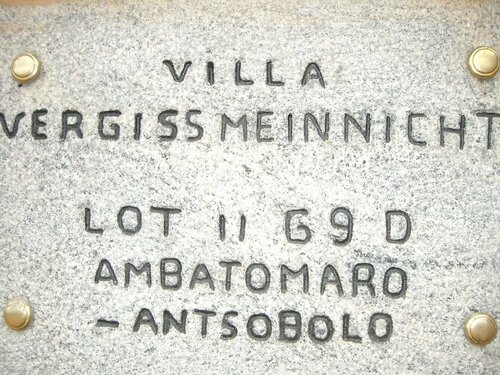 VILLA
VERGISSMEINNICHT
LOT II G9 D
AMBATOMARO
- ANTSOBOLO